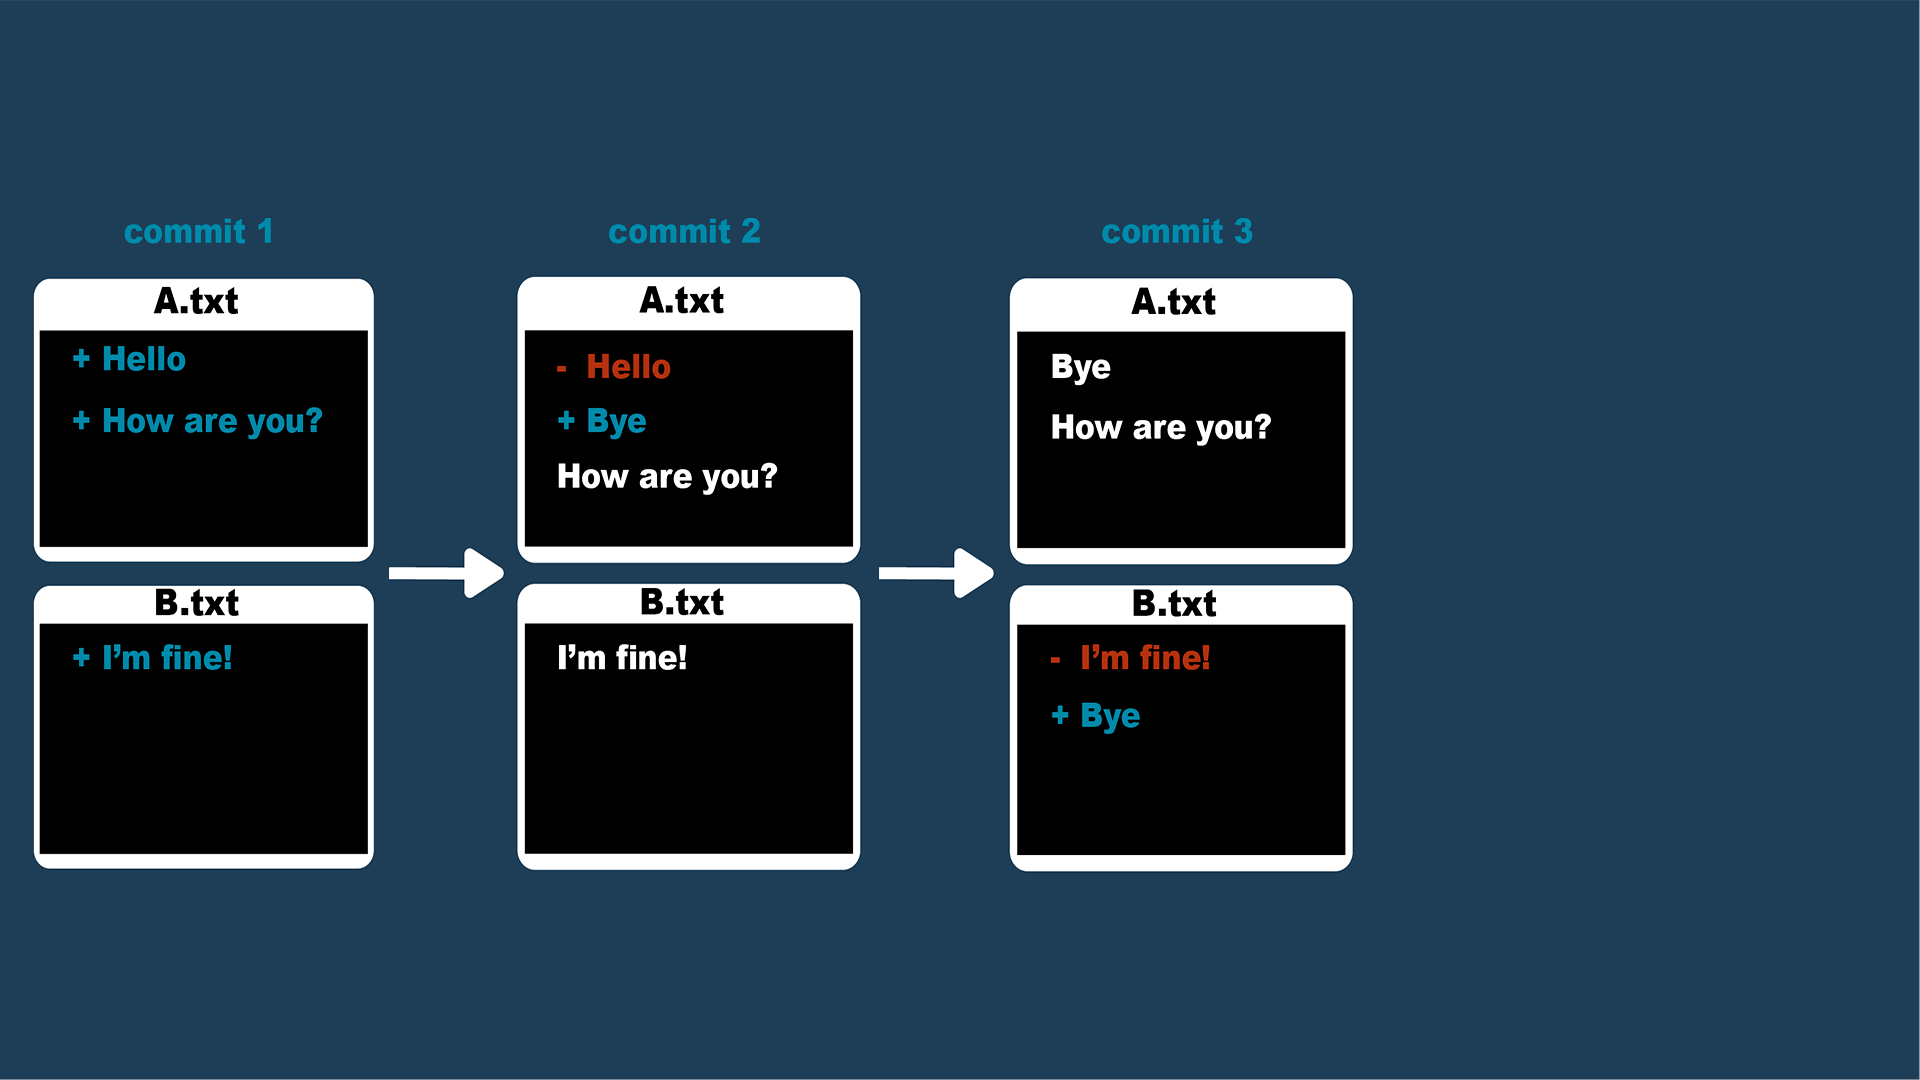 commit 1
A.txt
+ Hello
+ How are you?
B.txt
+ I’m fine!
commit 2
A.txt
- Hello
+ Bye
How are you?
B.txt
I’m fine!
commit 3
A.txt
Bye
How are you?
B.txt
- I’m fine!
+ Bye